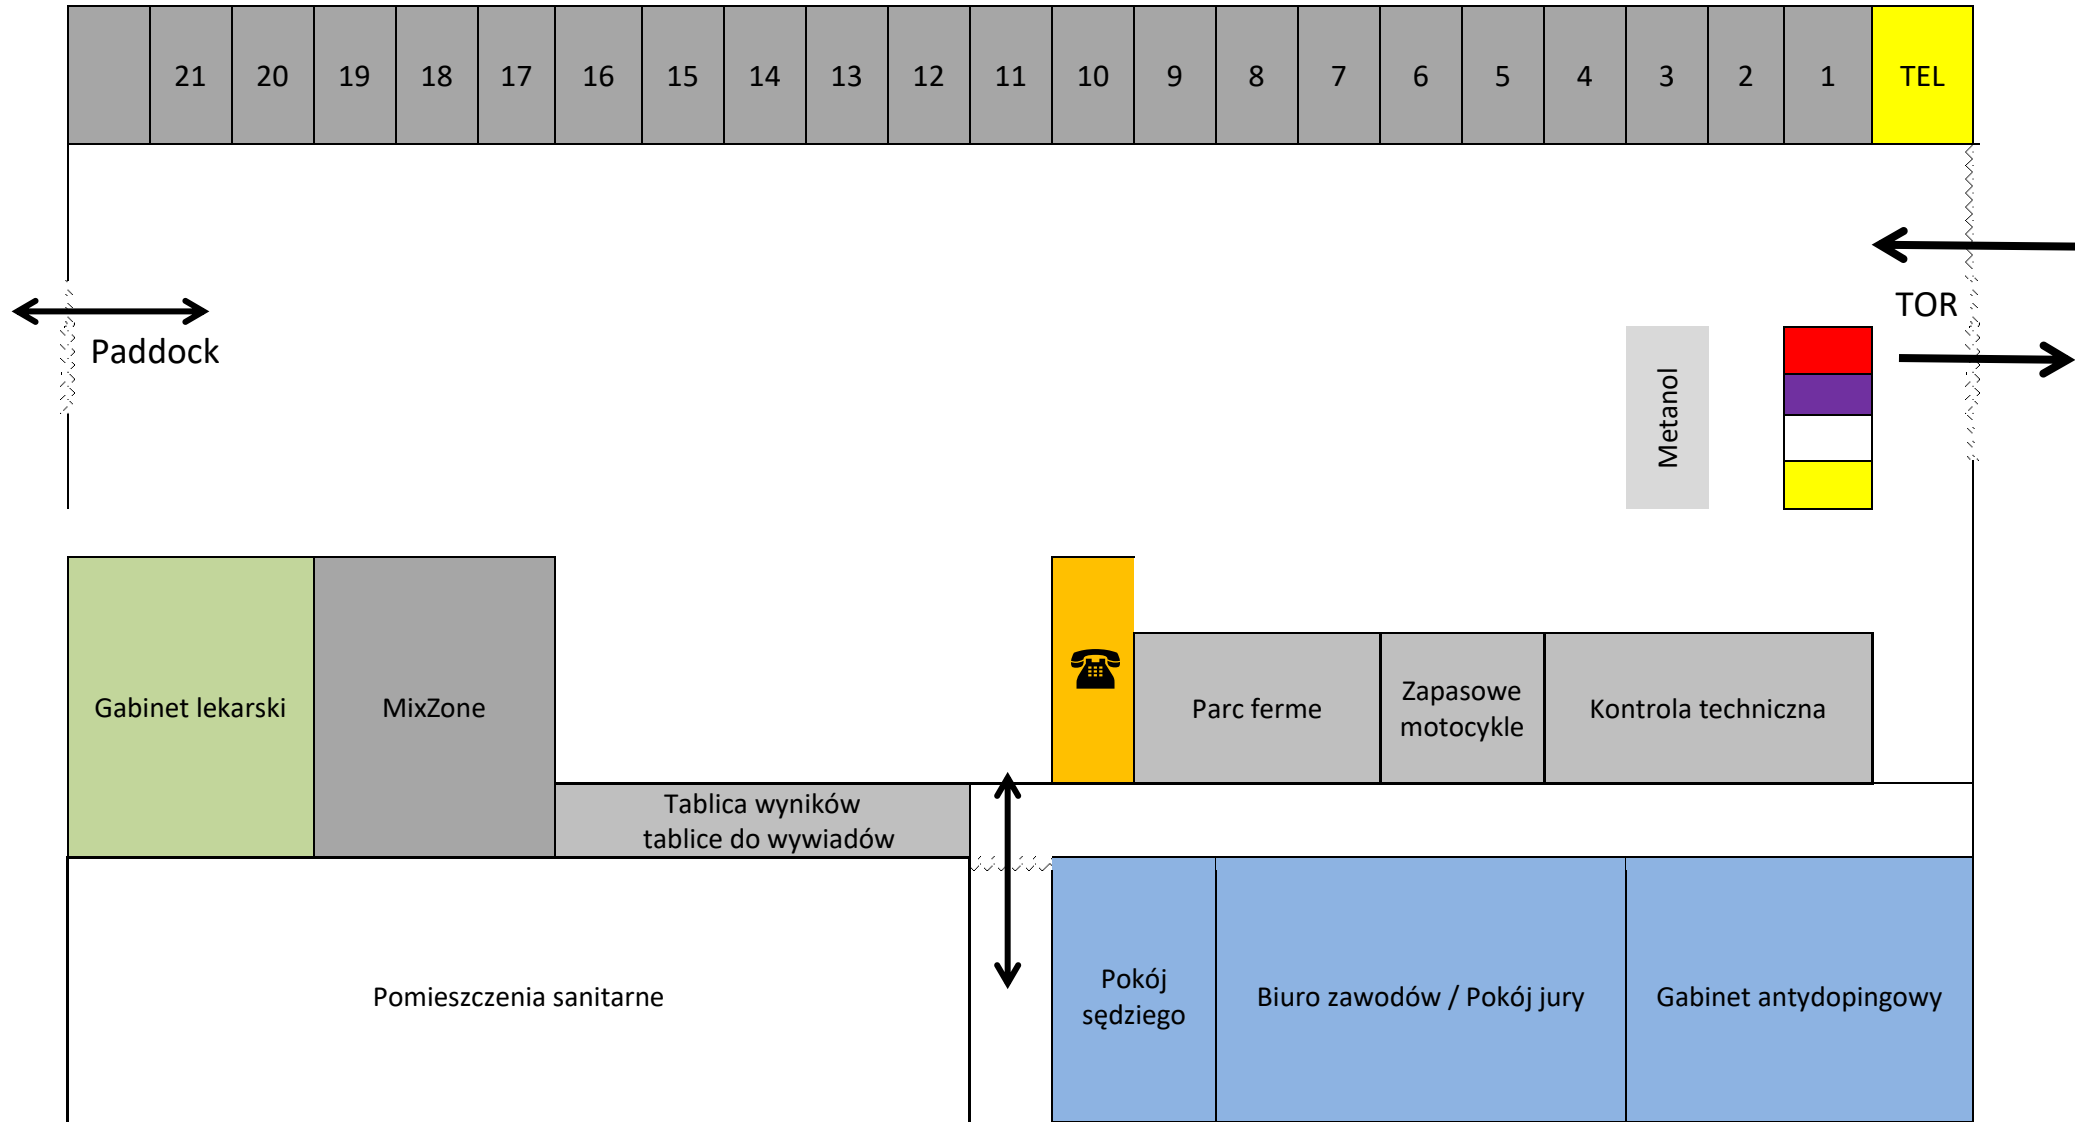 21 20 19 18 17 16 15 14 13 12 11 10 9 8 7 6 5 4 3 2 1 TEL
TOR
Paddock
Metanol
Gabinet lekarski
MixZone
☎
Parc ferme
Zapasowe
motocykle
Kontrola techniczna
Tablica wyników
tablice do wywiadów
Pomieszczenia sanitarne
Pokój
sędziego
Biuro zawodów / Pokój jury
Gabinet antydopingowy